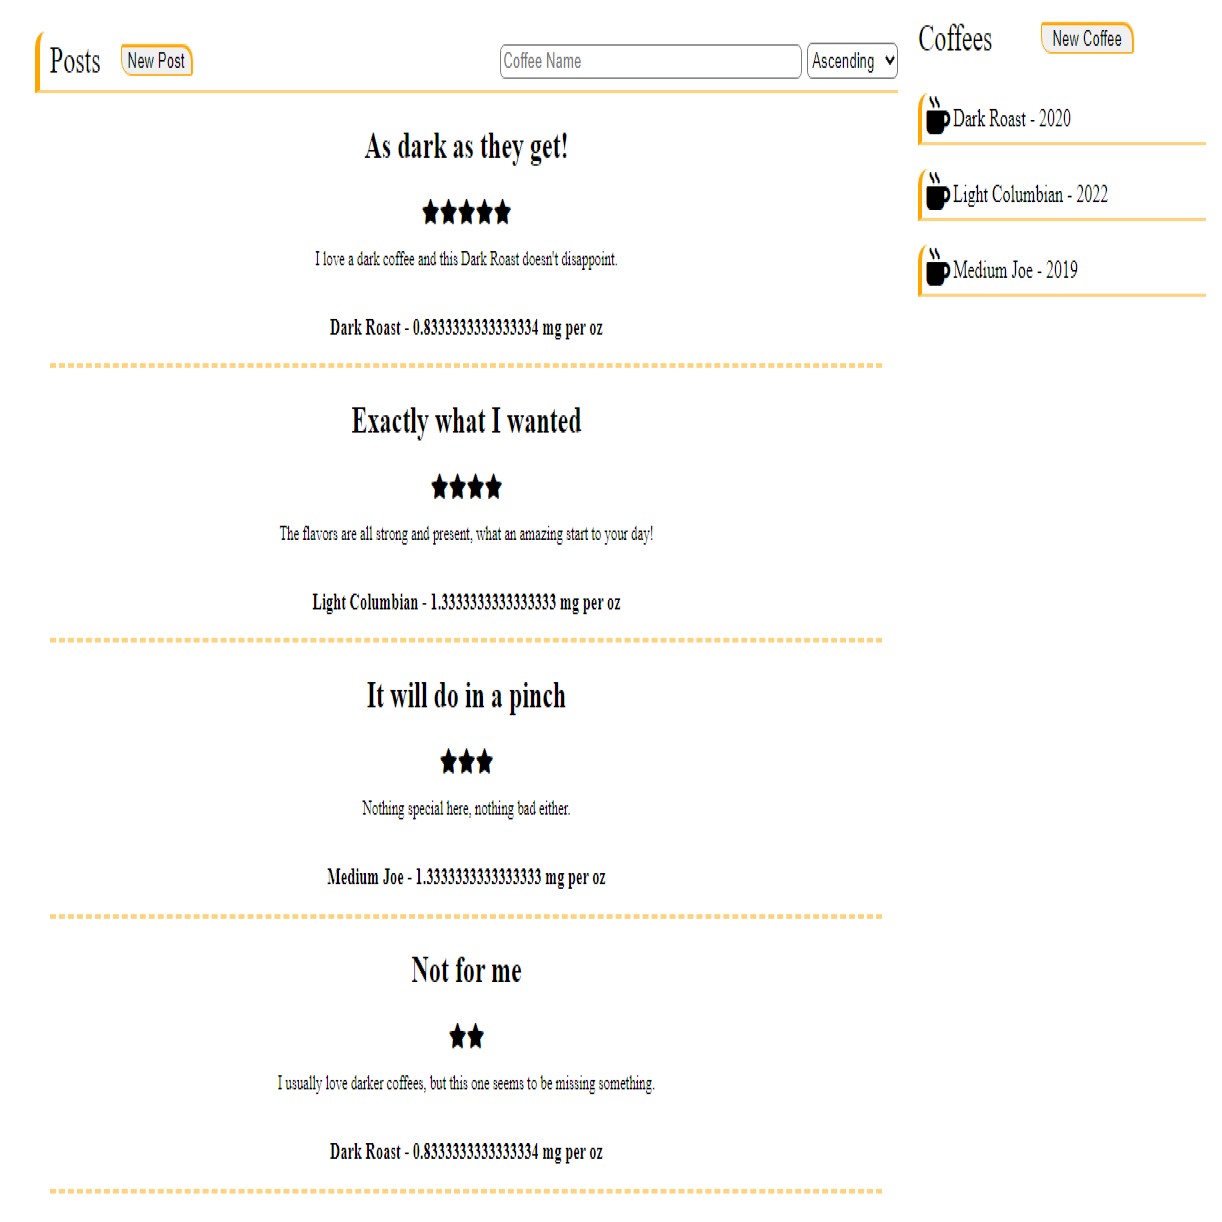 Posts
New Post
Coffee Name
Ascending
As dark as they get!
I love a dark coffee and this Dark Roast doesn't disappoint.
Dark Roast - 0.8333333333333334 mg per oz
Exactly what I wanted
The flavors are all strong and present, what an amazing start to your day!
Light Columbian - 1.3333333333333333 mg per oz
It will do in a pinch
Nothing special here, nothing bad either.
Medium Joe - 1.3333333333333333 mg per oz
Not for me
I usually love darker coffees, but this one seems to be missing something.
Dark Roast - 0.8333333333333334 mg per oz
Coffees
New Coffee
Dark Roast - 2020
Light Columbian - 2022
Medium Joe - 2019